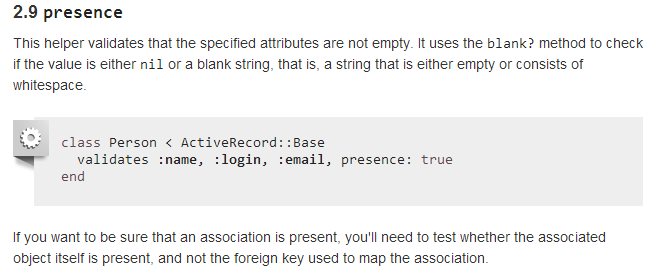 2.9 presence
This helper validates that the specified attributes are not empty. It uses the blank? method to check
if the value is either nil or a blank string, that is, a string that is either empty or consists of
whitespace.
class Person < ActiveRecord::Base
  validates :name, :login, :email, presence: true
end
If you want to be sure that an association is present, you'll need to test whether the associated
object itself is present, and not the foreign key used to map the association.